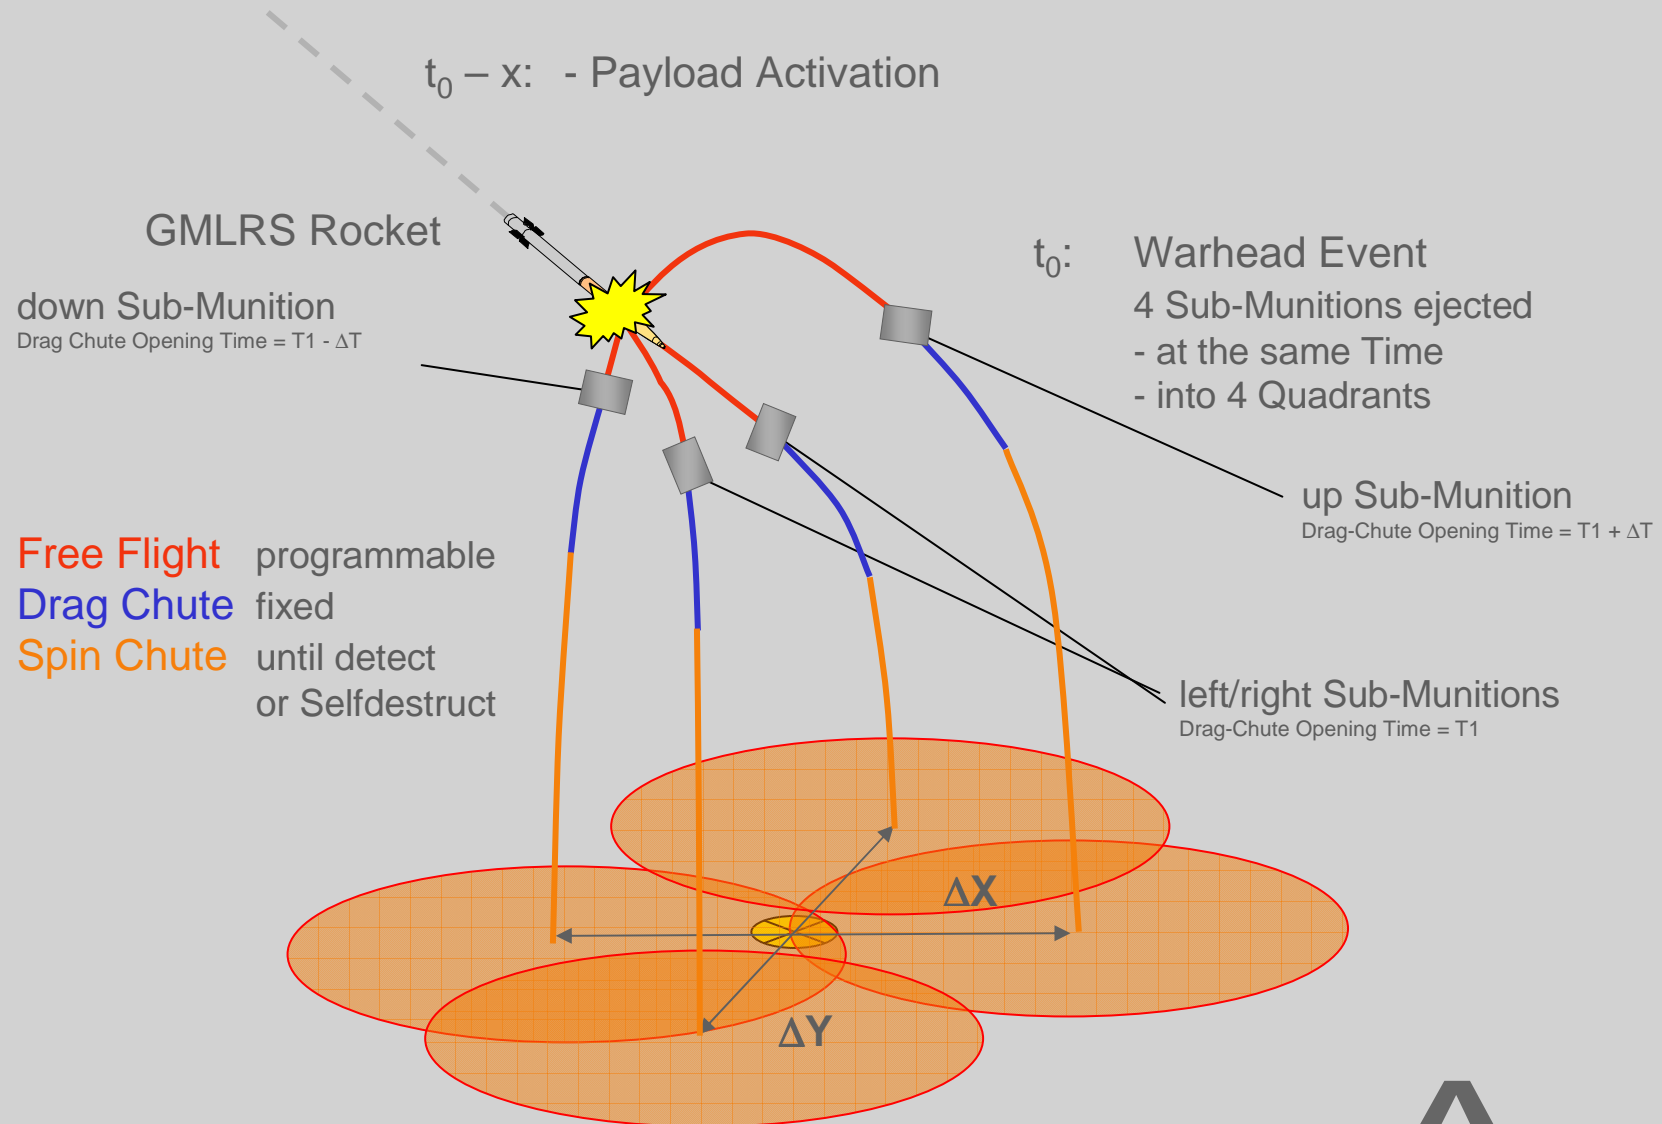 t0 – x: - Payload Activation
GMLRS Rocket
down Sub-Munition
Drag Chute Opening Time = T1 - ΔT
t0: Warhead Event
4 Sub-Munitions ejected
- at the same Time
- into 4 Quadrants
up Sub-Munition
Drag-Chute Opening Time = T1 + ΔT
Free Flight programmable
Drag Chute fixed
Spin Chute until detect
or Selfdestruct
left/right Sub-Munitions
Drag-Chute Opening Time = T1
ΔX
ΔY